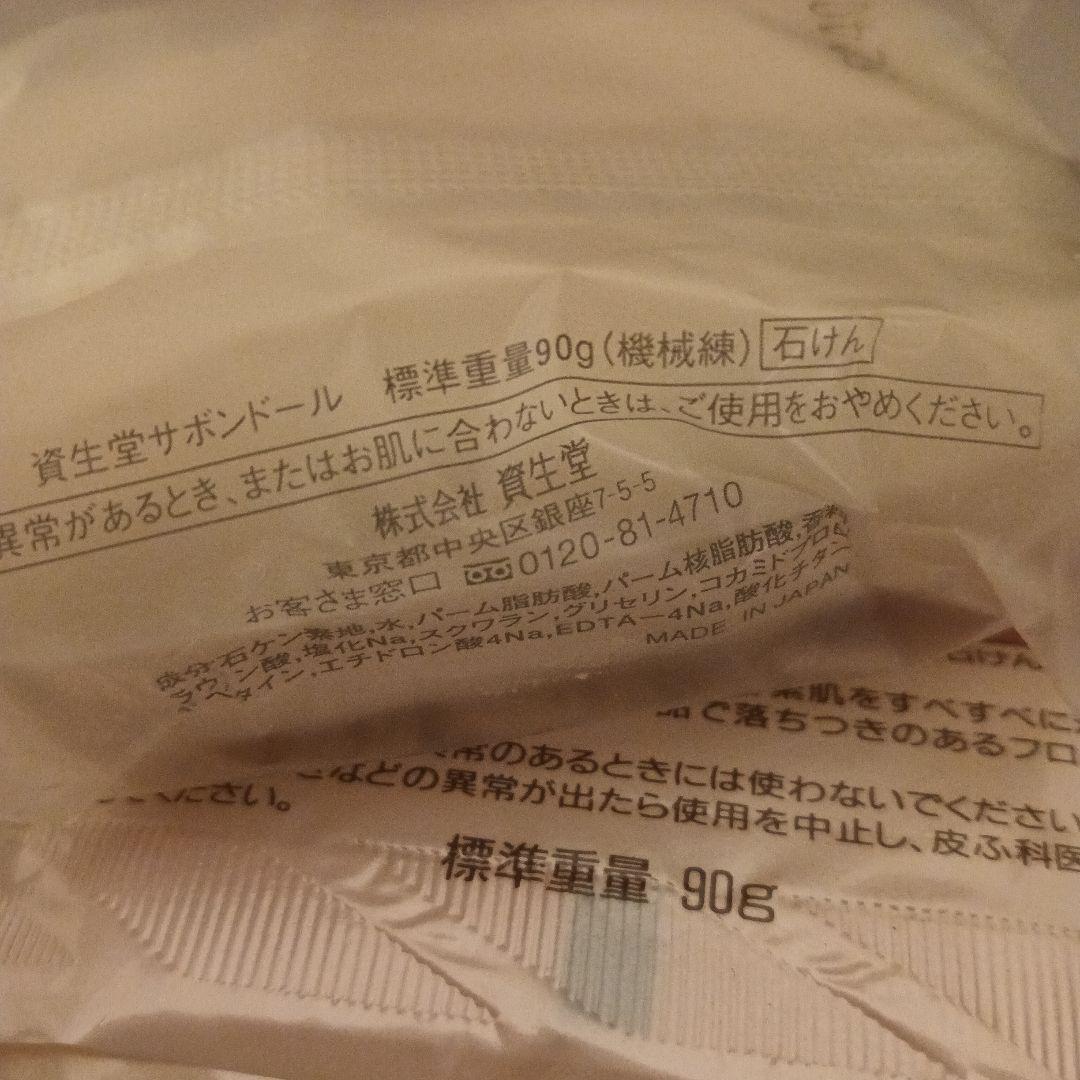 資生堂サボンドール 標準重量90g(機械練) 石けん
異常があるとき、またはお肌に合わないときは、ご使用をおやめください。
株式会社 資生堂
東京都中央区銀座7-5-5
お客さま窓口 0120-81-4710
成分石ケン素地,水,パーム脂肪酸,パーム核脂肪酸,香料
ラウリン酸,塩化Na,スクワラン,グリセリン,コカミドプロピ
ベタイン,エチドロン酸4Na,EDTA-4Na,酸化チタン
MADE IN JAPAN
石けん
素肌をすべすべに
で落ちつきのあるフロ
常のあるときには使わないでください
などの異常が出たら使用を中止し、皮ふ科医
ください。
標準重量 90g